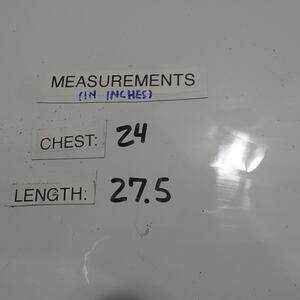 MEASUREMENTS
(IN INCHES)
CHEST: 24
LENGTH: 27.5